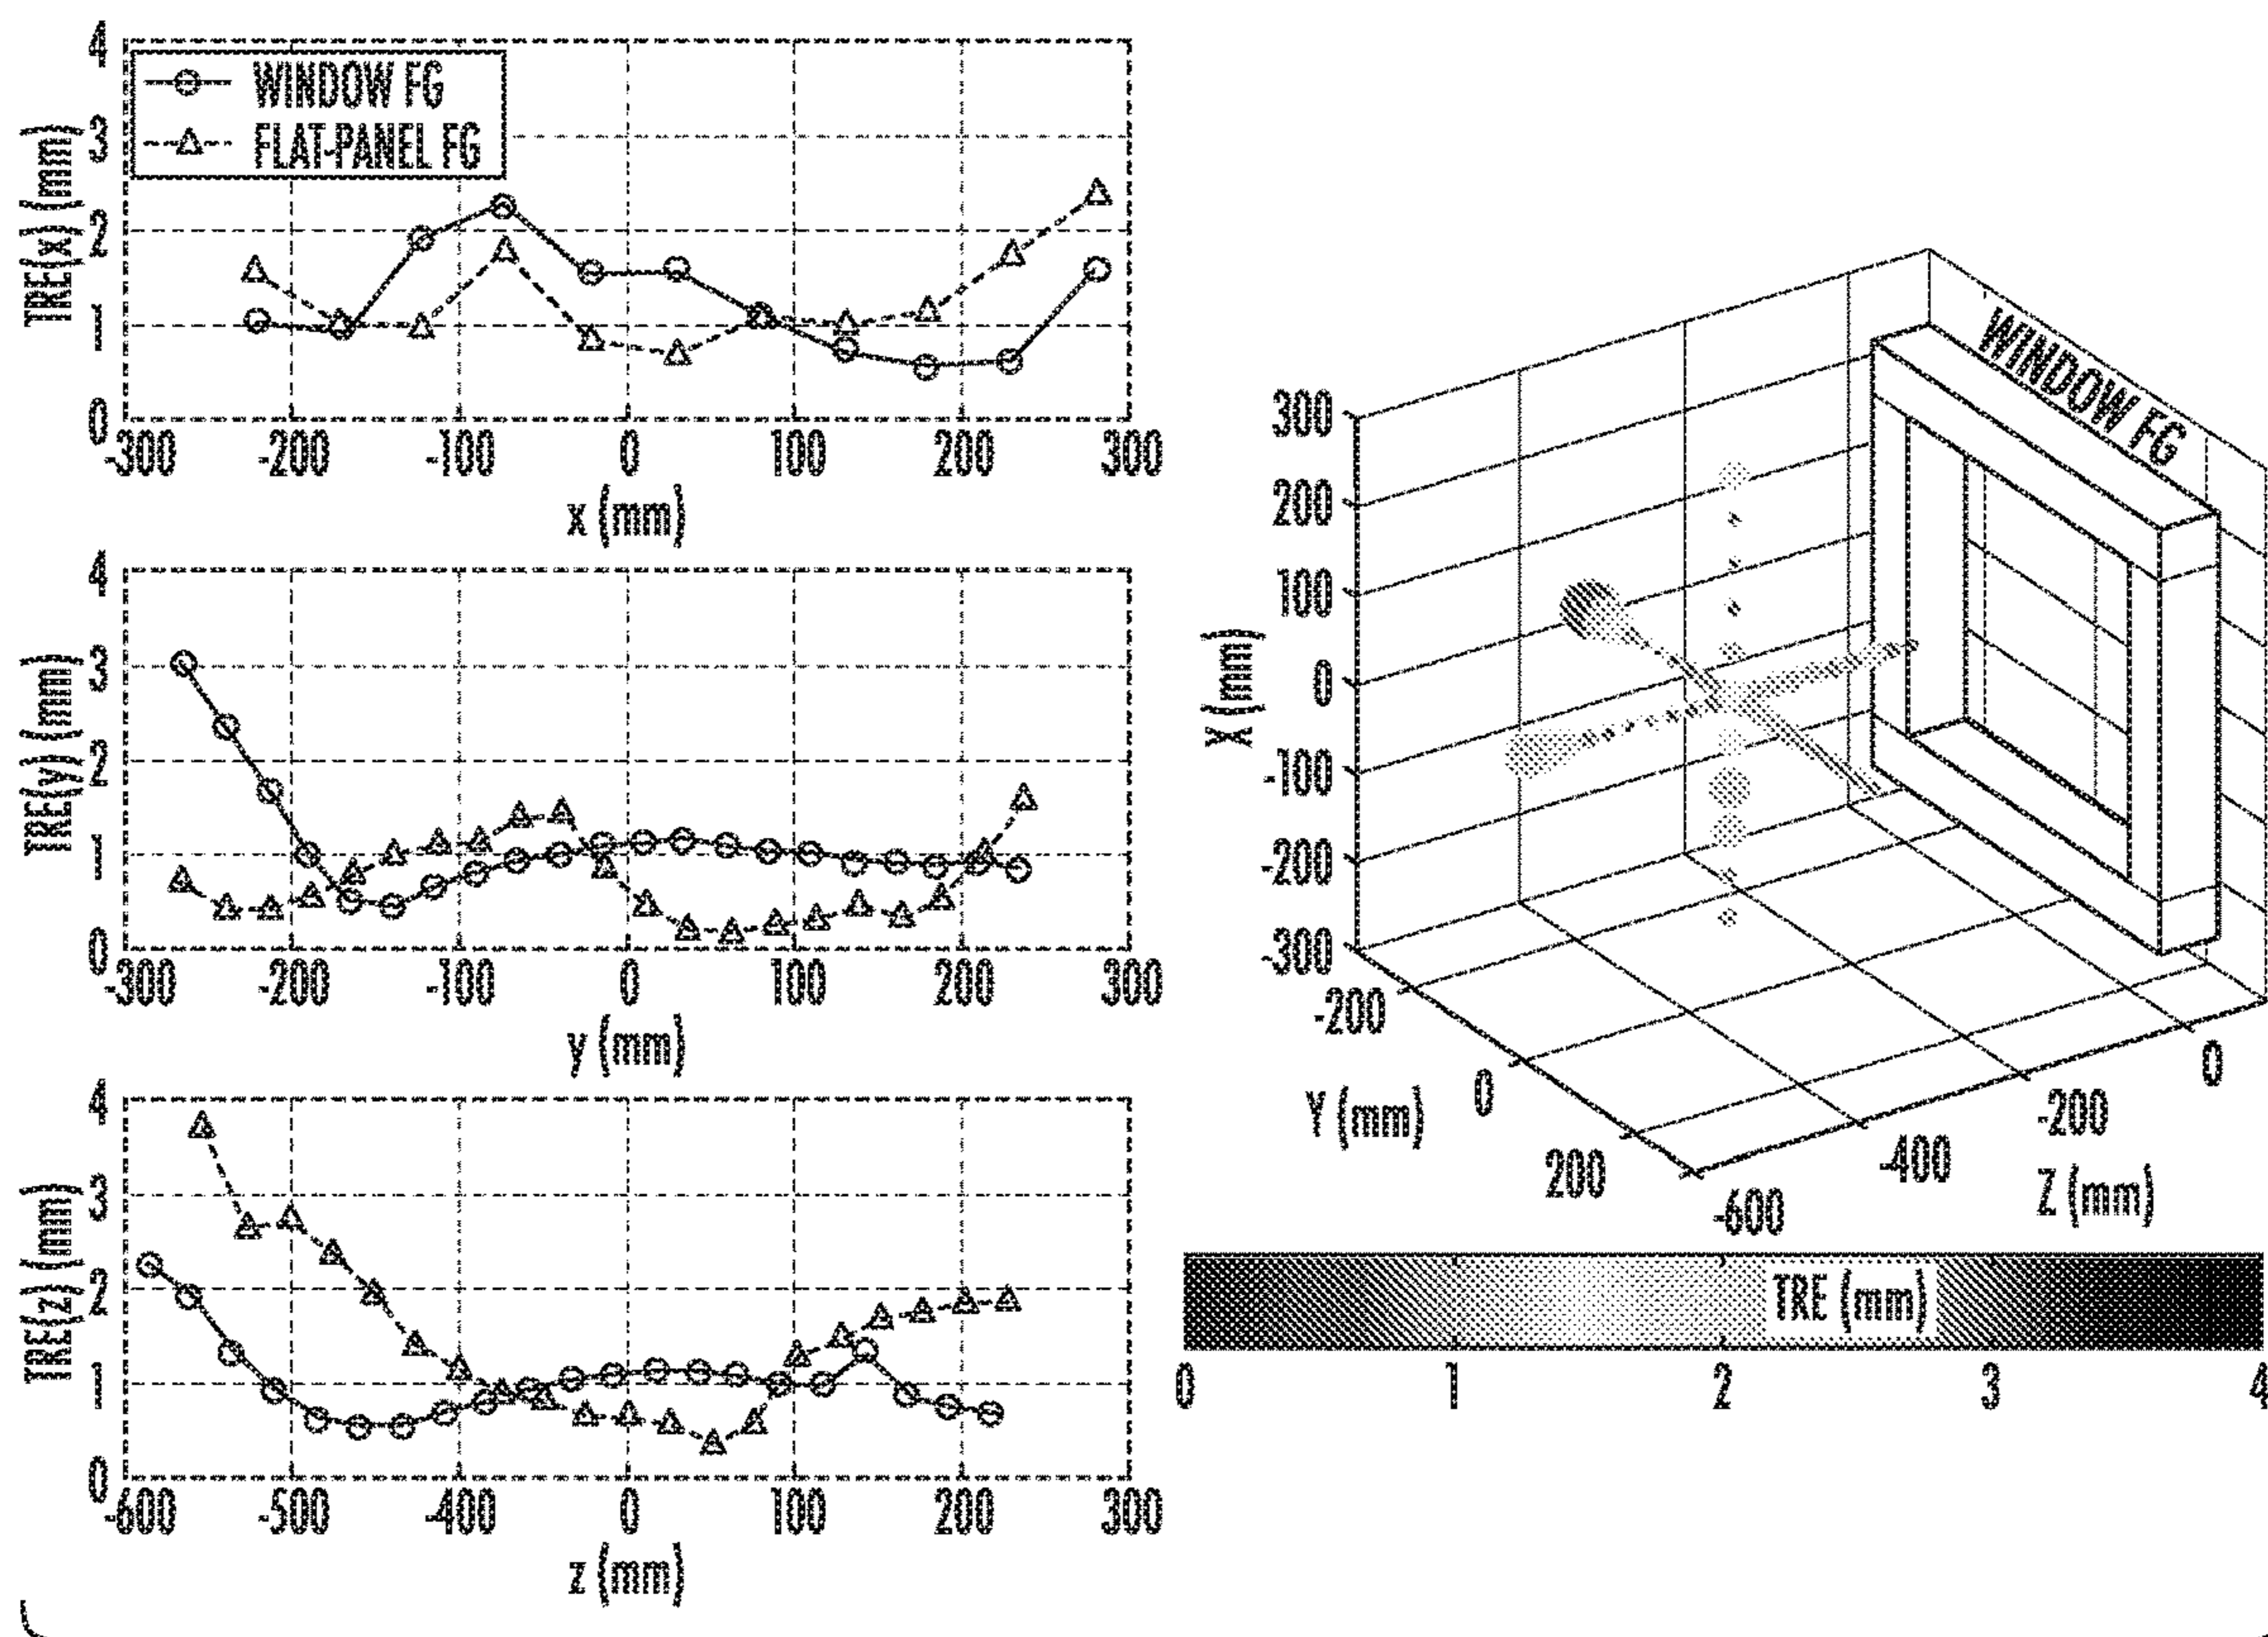 4
3
2
1
0
TRE(x) (mm)
WINDOW FG
FLAT-PANEL FG
-300 -200 -100 0 100 200 300
x (mm)
4
3
2
1
0
TRE(y) (mm)
-300 -200 -100 0 100 200 300
y (mm)
4
3
2
1
0
TRE(z) (mm)
-600 -500 -400 0 100 200 300
z (mm)
WINDOW FG
300
200
100
0
-100
-200
-300
X (mm)
-200
0
200
Y (mm)
-600
-400
-200
0
Z (mm)
TRE (mm)
0 1 2 3 4